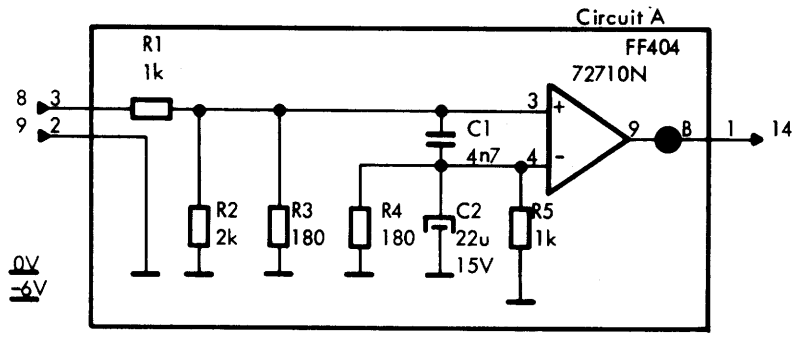 Circuit A
R1
FF404
1k
72710N
8 3
3 +
9 2
C1
9 B 1 14
4n7 4 -
R2 R3 R4 C2 R5
2k 180 180 22u 1k
0V
15V
-6V